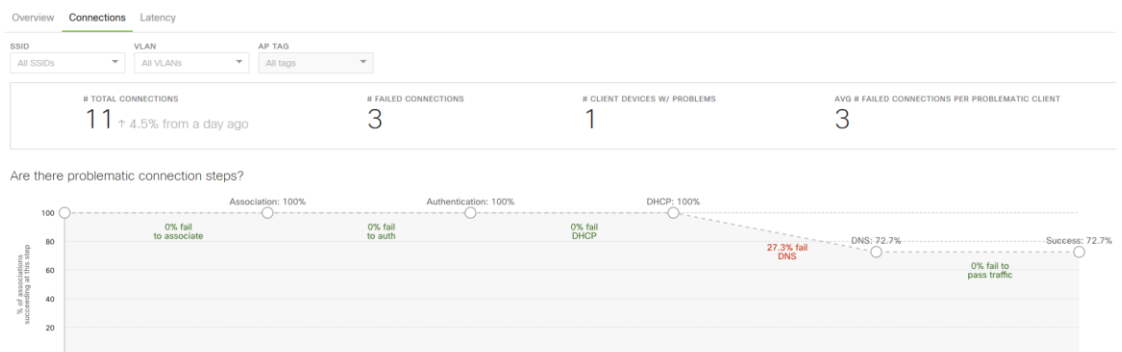 Overview Connections Latency
SSID VLAN AP TAG
All SSIDs All VLANs All tags
# TOTAL CONNECTIONS # FAILED CONNECTIONS # CLIENT DEVICES W/ PROBLEMS AVG # FAILED CONNECTIONS PER PROBLEMATIC CLIENT
11 ↑ 4.5% from a day ago 3 1 3
Are there problematic connection steps?
Association: 100% Authentication: 100% DHCP: 100%
100
0% fail
to associate
0% fail
to auth
0% fail
DHCP
80
27.3% fail
DNS
DNS: 72.7%
Success: 72.7%
0% fail to
pass traffic
60
40
20
% of associations
succeeding at this step